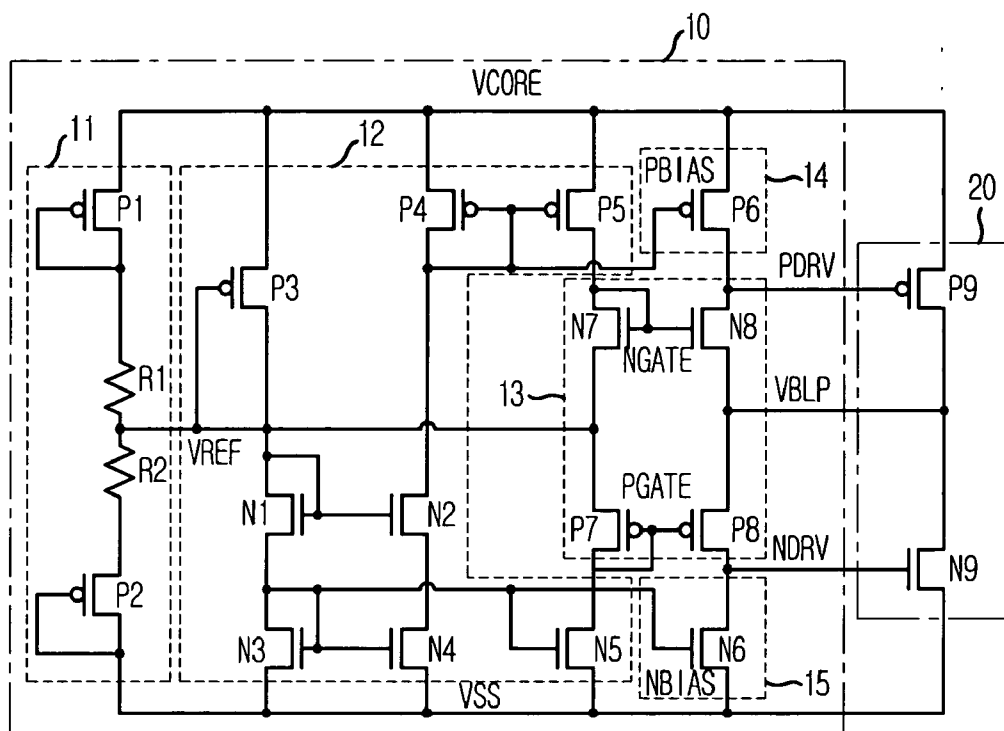 10
VCORE
11
12
PBIAS
14
P1
P4
P5
P6
20
PDRV
P3
P9
N7
N8
NGATE
R1
13
VBLP
VREF
R2
PGATE
N1
N2
P7
P8
NDRV
P2
N9
N3
N4
N5
N6
NBIAS
15
VSS